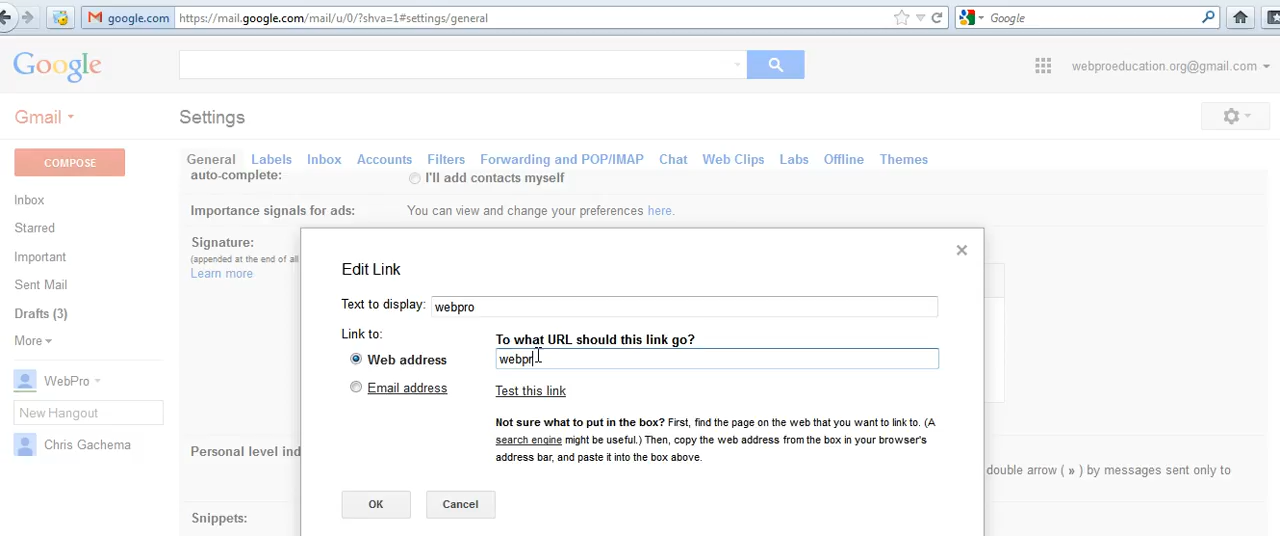 google.com https://mail.google.com/mail/u/0/?shva=1#settings/general Google
Google webproeducation.org@gmail.com
Gmail Settings
COMPOSE General Labels Inbox Accounts Filters Forwarding and POP/IMAP Chat Web Clips Labs Offline Themes
auto-complete: I'll add contacts myself
Inbox
Importance signals for ads: You can view and change your preferences here.
Starred
Signature:
Important (appended at the end of all
Learn more
Edit Link
Sent Mail
Drafts (3) Text to display: webpro
More Link to: To what URL should this link go?
Web address webpr
WebPro Email address Test this link
New Hangout
Not sure what to put in the box? First, find the page on the web that you want to link to. (A
Chris Gachema search engine might be useful.) Then, copy the web address from the box in your browser's
Personal level ind address bar, and paste it into the box above.
double arrow ( » ) by messages sent only to
OK Cancel
Snippets: